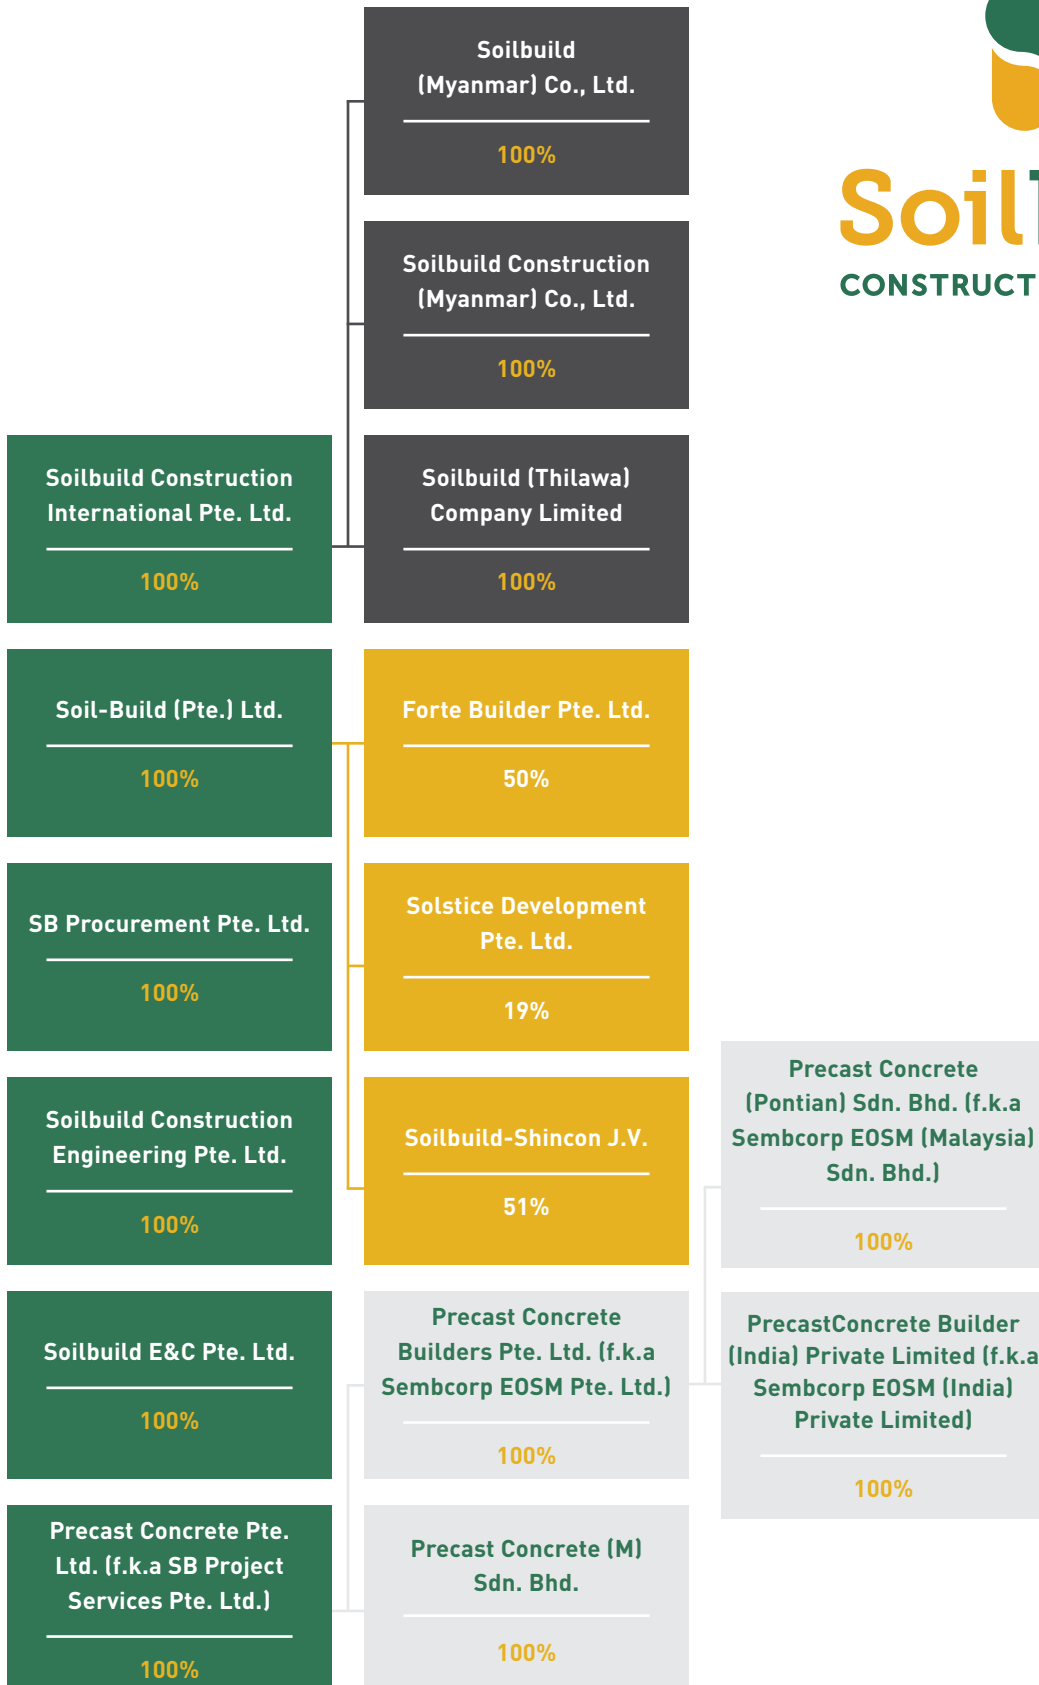 Soilbuild
(Myanmar) Co., Ltd.
100%
Soil
CONSTRUCT
Soilbuild Construction
(Myanmar) Co., Ltd.
100%
Soilbuild Construction
International Pte. Ltd.
100%
Soilbuild (Thilawa)
Company Limited
100%
Soil-Build (Pte.) Ltd.
100%
Forte Builder Pte. Ltd.
50%
SB Procurement Pte. Ltd.
100%
Solstice Development
Pte. Ltd.
19%
Soilbuild Construction
Engineering Pte. Ltd.
100%
Soilbuild-Shincon J.V.
51%
Precast Concrete
(Pontian) Sdn. Bhd. (f.k.a
Sembcorp EOSM (Malaysia)
Sdn. Bhd.)
100%
Soilbuild E&C Pte. Ltd.
100%
Precast Concrete
Builders Pte. Ltd. (f.k.a
Sembcorp EOSM Pte. Ltd.)
100%
PrecastConcrete Builder
(India) Private Limited (f.k.a
Sembcorp EOSM (India)
Private Limited)
100%
Precast Concrete Pte.
Ltd. (f.k.a SB Project
Services Pte. Ltd.)
100%
Precast Concrete (M)
Sdn. Bhd.
100%